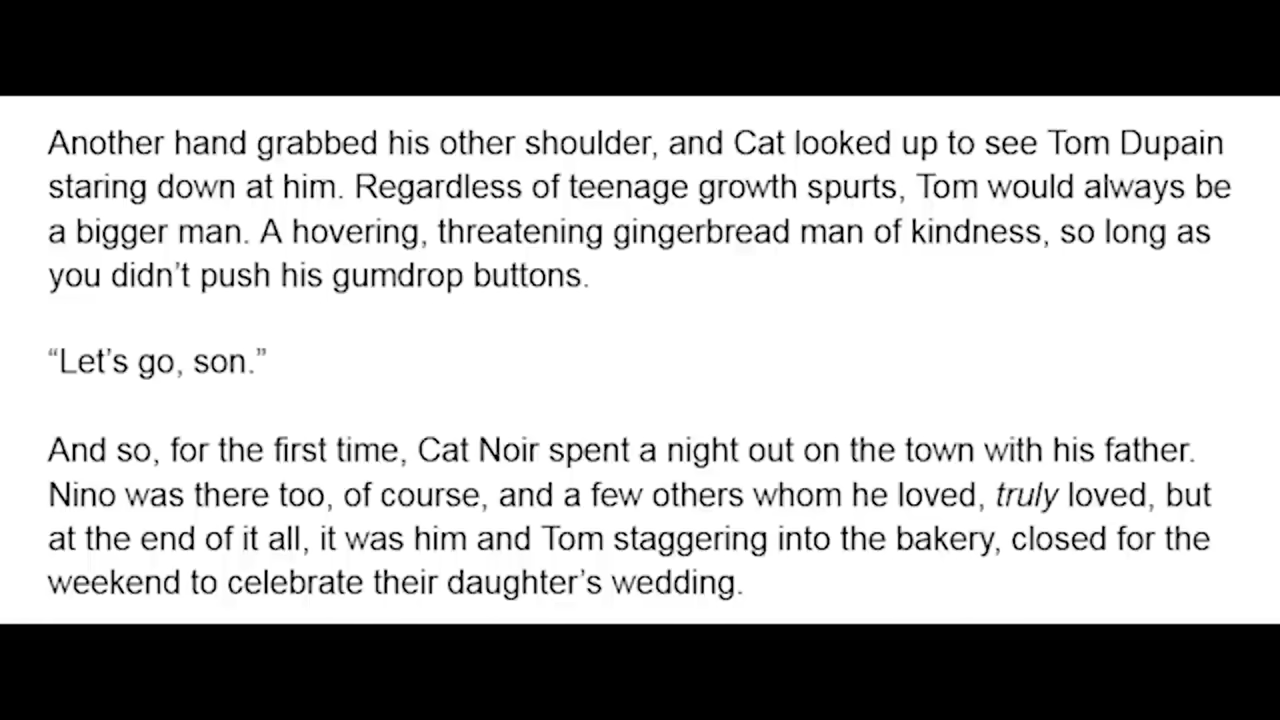 Another hand grabbed his other shoulder, and Cat looked up to see Tom Dupain
staring down at him. Regardless of teenage growth spurts, Tom would always be
a bigger man. A hovering, threatening gingerbread man of kindness, so long as
you didn’t push his gumdrop buttons.
“Let’s go, son.”
And so, for the first time, Cat Noir spent a night out on the town with his father.
Nino was there too, of course, and a few others whom he loved, truly loved, but
at the end of it all, it was him and Tom staggering into the bakery, closed for the
weekend to celebrate their daughter’s wedding.